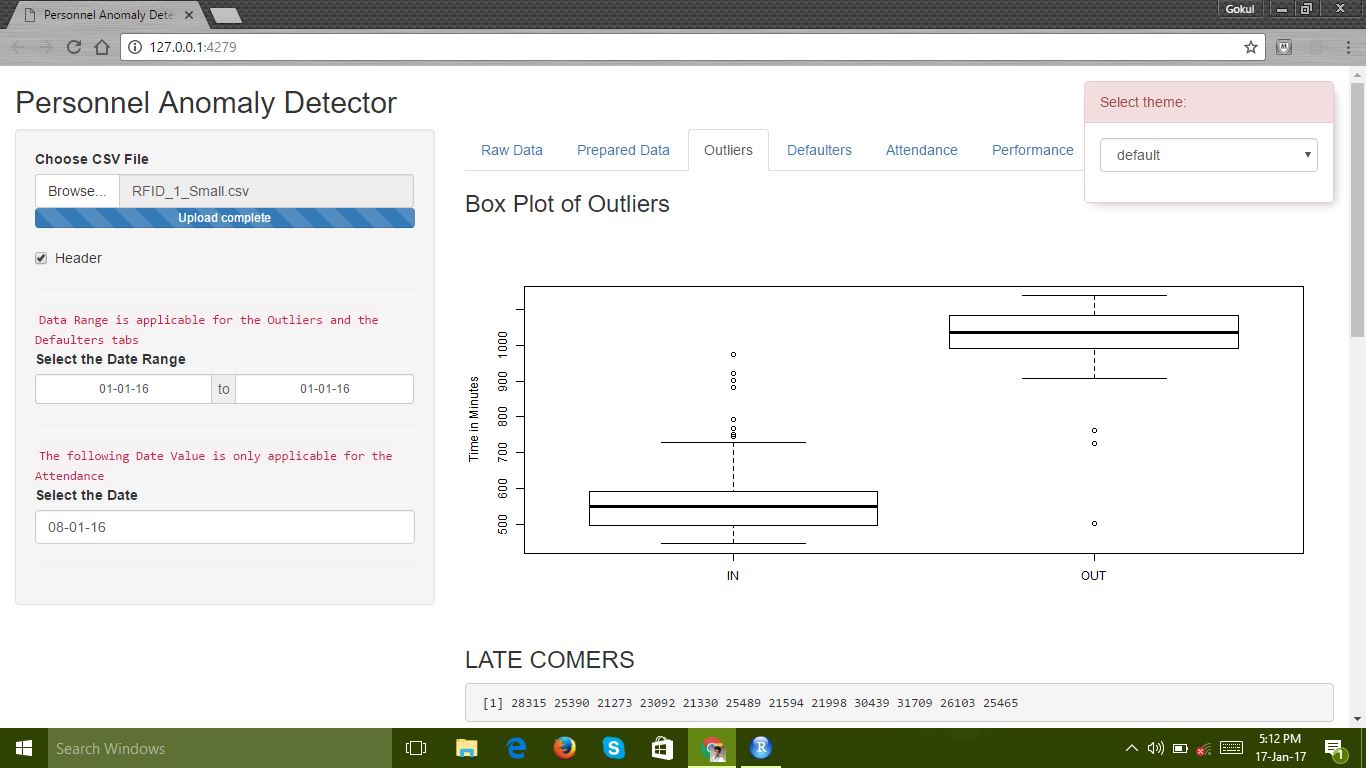 Personnel Anomaly Dete
Gokul
127.0.0.1:4279
Personnel Anomaly Detector
Select theme:
default
Choose CSV File
Browse...
RFID_1_Small.csv
Upload complete
Header
Data Range is applicable for the Outliers and the
Defaulters tabs
Select the Date Range
01-01-16 to 01-01-16
The following Date Value is only applicable for the
Attendance
Select the Date
08-01-16
Raw Data Prepared Data Outliers Defaulters Attendance Performance
Box Plot of Outliers
Time in Minutes
1000
900
800
700
600
500
IN OUT
LATE COMERS
[1] 28315 25390 21273 23092 21330 25489 21594 21998 30439 31709 26103 25465
Search Windows
5:12 PM
17-Jan-17
1